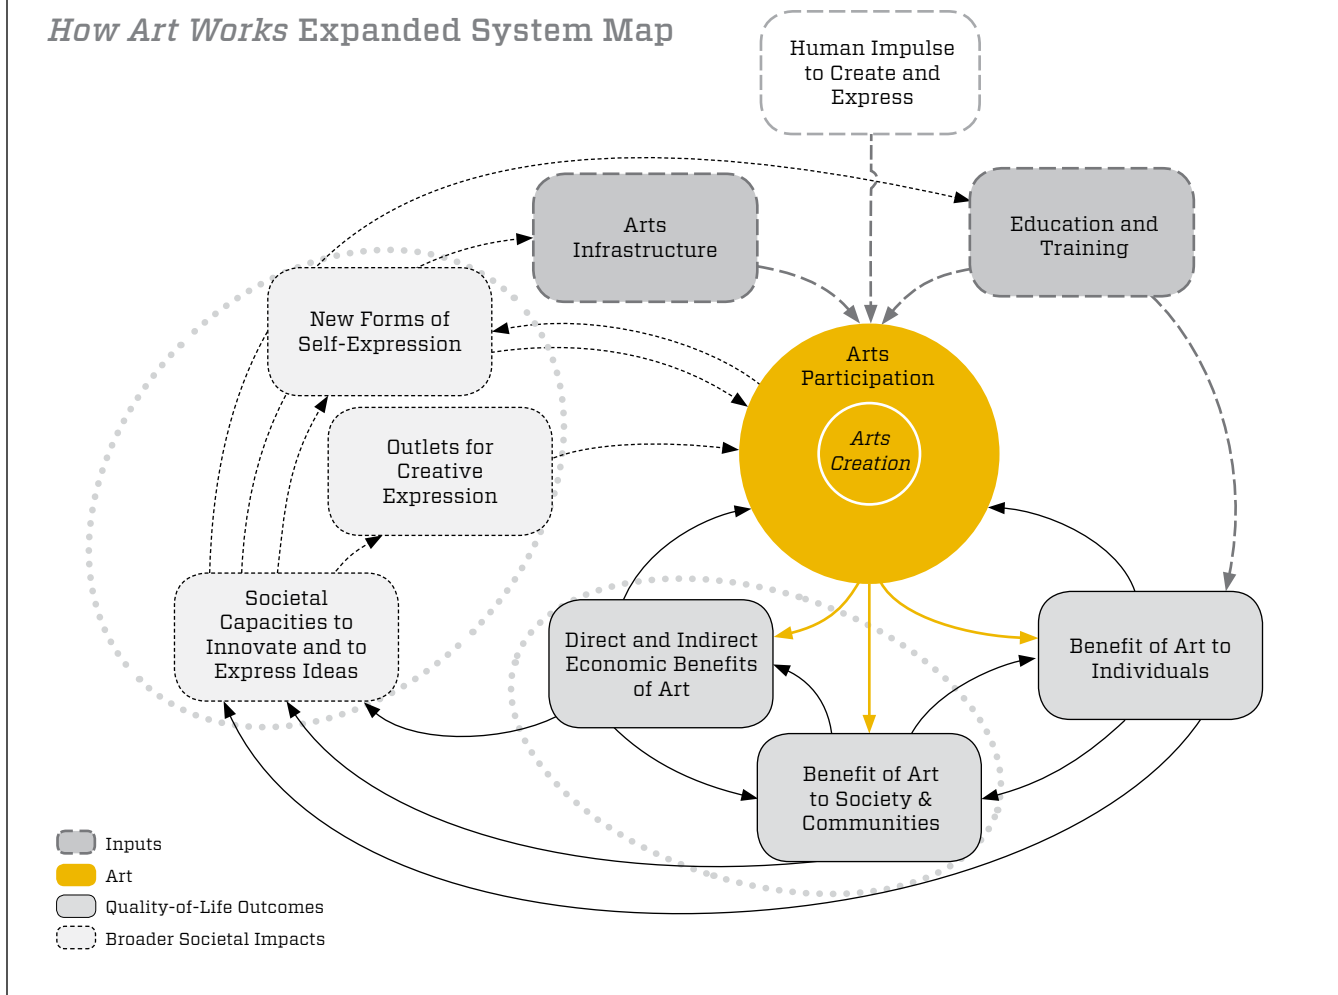 How Art Works Expanded System Map
Human Impulse
to Create and
Express
Arts
Infrastructure
Education and
Training
New Forms of
Self-Expression
Arts
Participation
Arts
Creation
Outlets for
Creative
Expression
Societal
Capacities to
Innovate and to
Express Ideas
Direct and Indirect
Economic Benefits
of Art
Benefit of Art to
Individuals
Benefit of Art
to Society &
Communities
Inputs
Art
Quality-of-Life Outcomes
Broader Societal Impacts